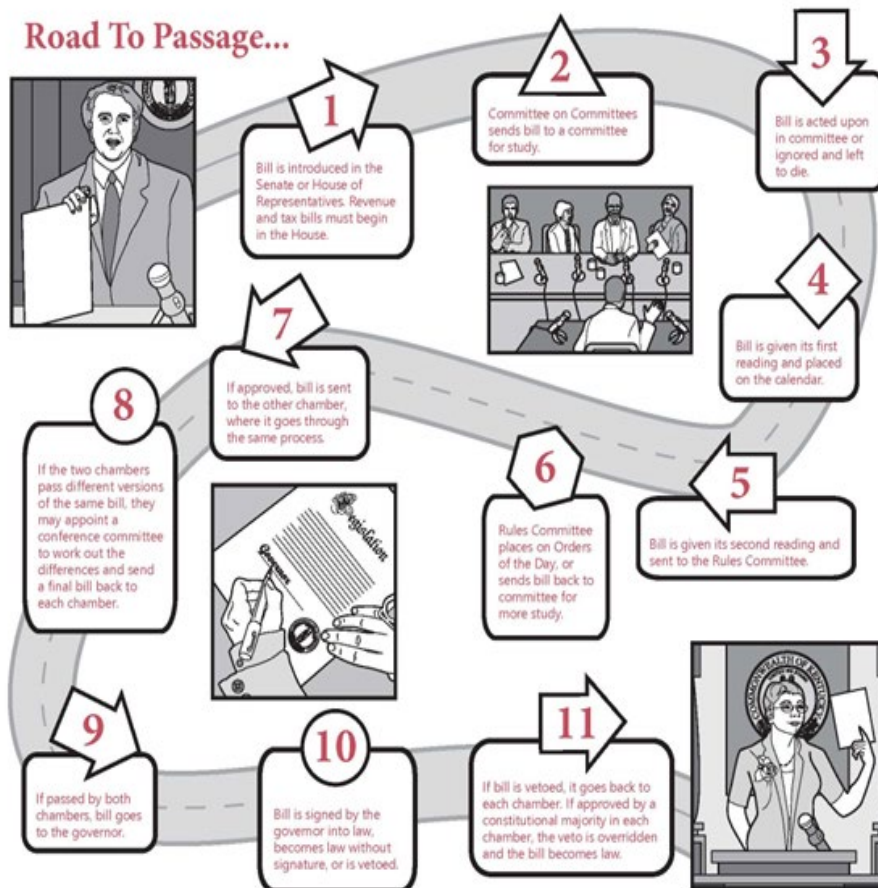 Road To Passage...
1
Bill is introduced in the
Senate or House of
Representatives. Revenue
and tax bills must begin
in the House.
2
Committee on Committees
sends bill to a committee
for study.
3
Bill is acted upon
in committee or
ignored and left
to die.
4
Bill is given its first
reading and placed
on the calendar.
5
Bill is given its second reading and
sent to the Rules Committee.
6
Rules Committee
places on Orders
of the Day, or
sends bill back to
committee for
more study.
7
If approved, bill is sent
to the other chamber,
where it goes through
the same process.
8
If the two chambers
pass different versions
of the same bill, they
may appoint a
conference committee
to work out the
differences and send
a final bill back to
each chamber.
Legislation
Governor
9
If passed by both
chambers, bill goes
to the governor.
10
Bill is signed by the
governor into law,
becomes law without
signature, or is vetoed.
11
If bill is vetoed, it goes back to
each chamber. If approved by a
constitutional majority in each
chamber, the veto is overridden
and the bill becomes law.
COMMONWEALTH OF KENTUCKY